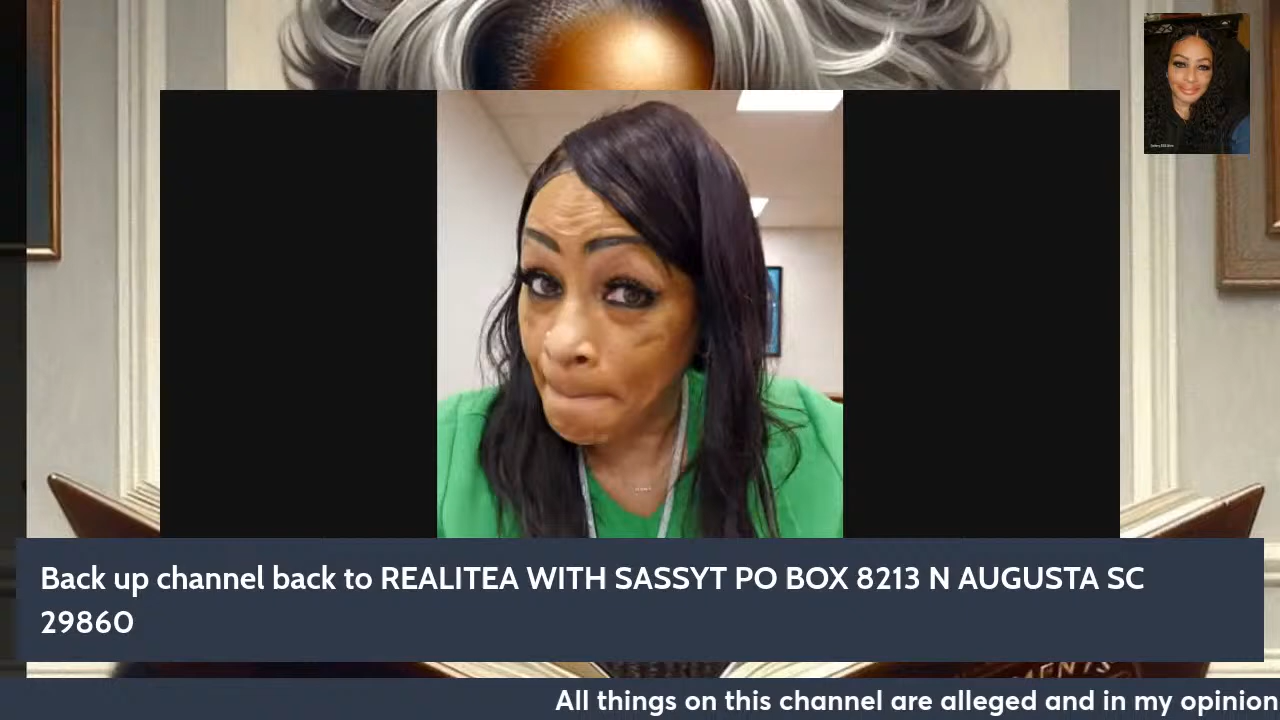 Back up channel back to REALITEA WITH SASSYT PO BOX 8213 N AUGUSTA SC
29860
All things on this channel are alleged and in my opinion